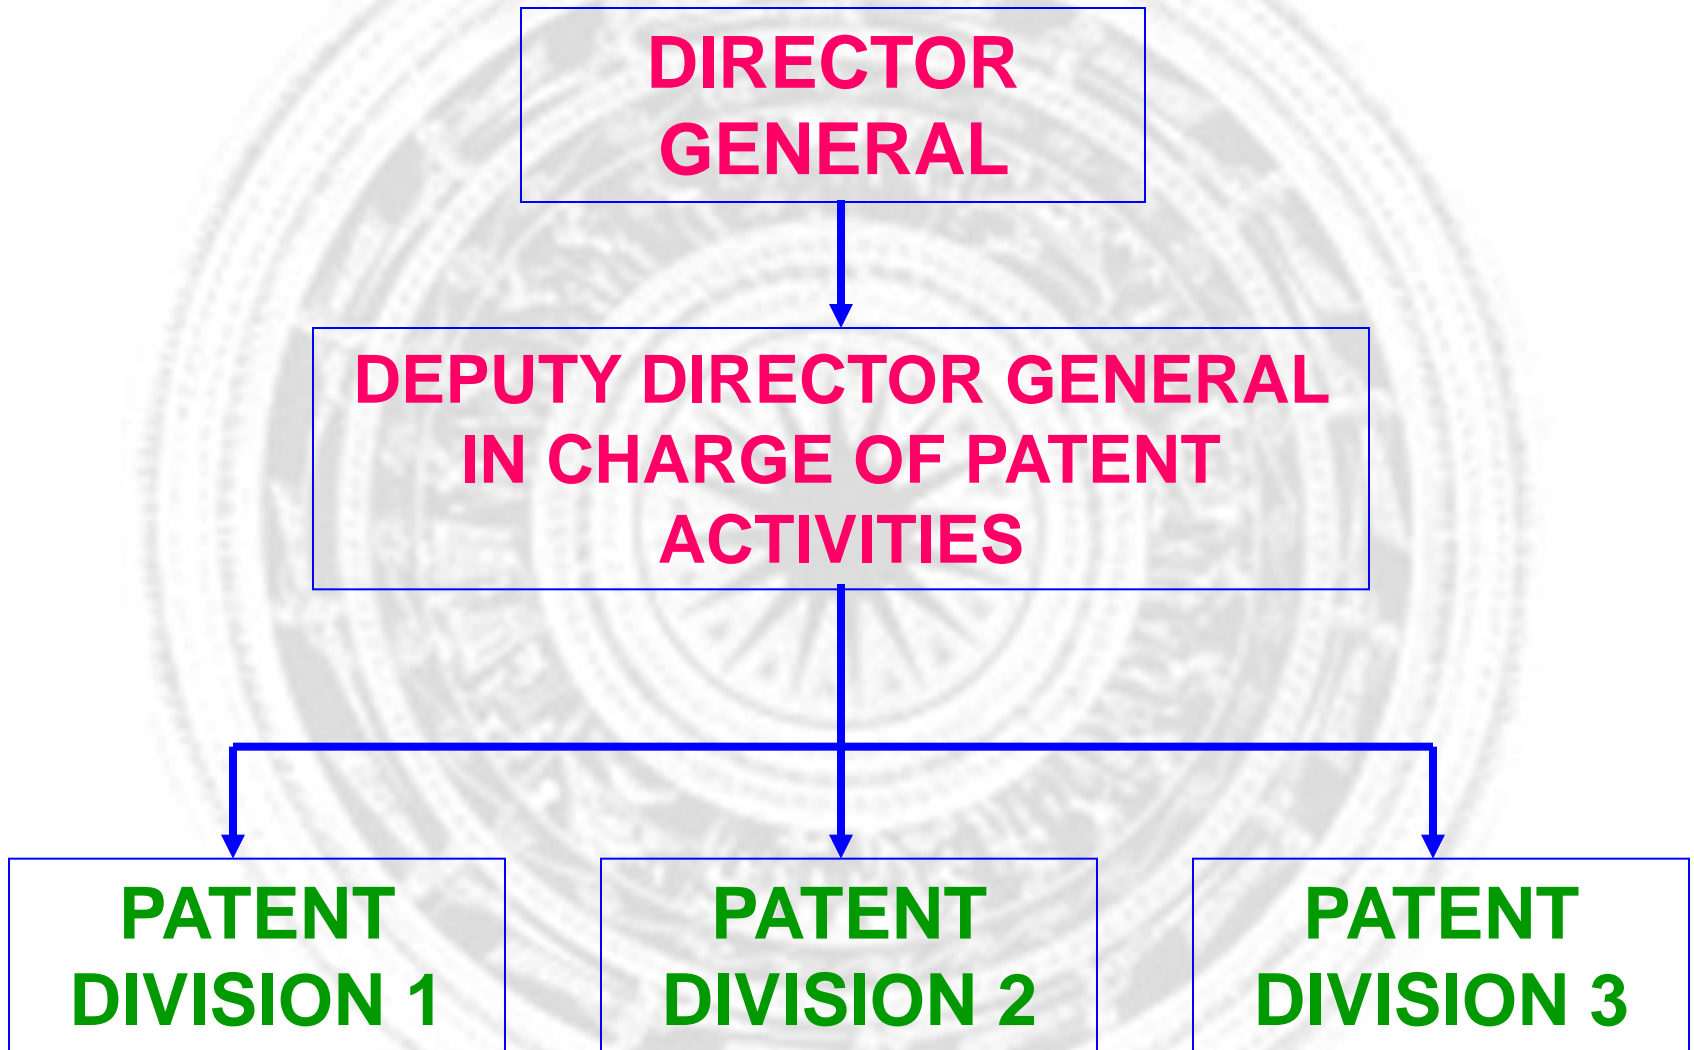 DIRECTOR
GENERAL
DEPUTY DIRECTOR GENERAL
IN CHARGE OF PATENT
ACTIVITIES
PATENT
DIVISION 1
PATENT
DIVISION 2
PATENT
DIVISION 3